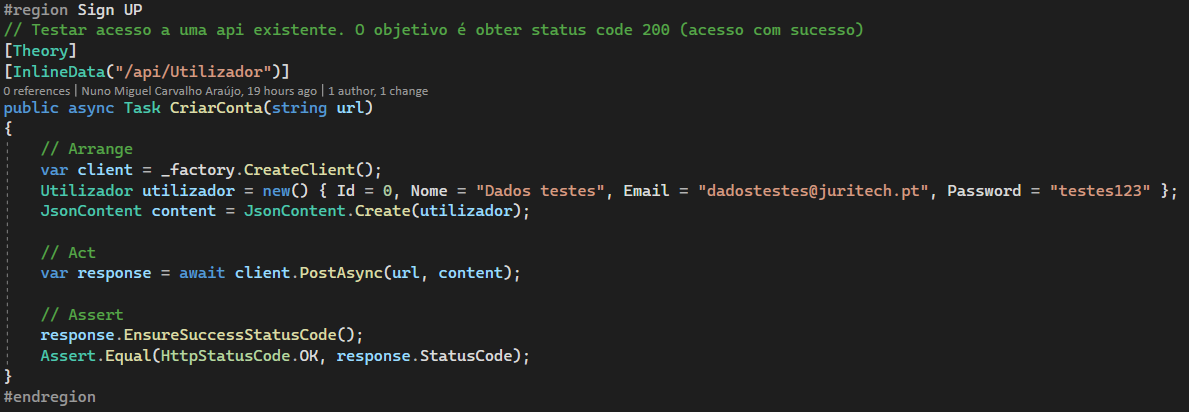 #region Sign UP
// Testar acesso a uma api existente. O objetivo é obter status code 200 (acesso com sucesso)
[Theory]
[InlineData("/api/Utilizador")]
0 references | Nuno Miguel Carvalho Araújo, 19 hours ago | 1 author, 1 change
public async Task CriarConta(string url)
{
    // Arrange
    var client = _factory.CreateClient();
    Utilizador utilizador = new() { Id = 0, Nome = "Dados testes", Email = "dadostestes@juritech.pt", Password = "testes123" };
    JsonContent content = JsonContent.Create(utilizador);

    // Act
    var response = await client.PostAsync(url, content);

    // Assert
    response.EnsureSuccessStatusCode();
    Assert.Equal(HttpStatusCode.OK, response.StatusCode);
}
#endregion